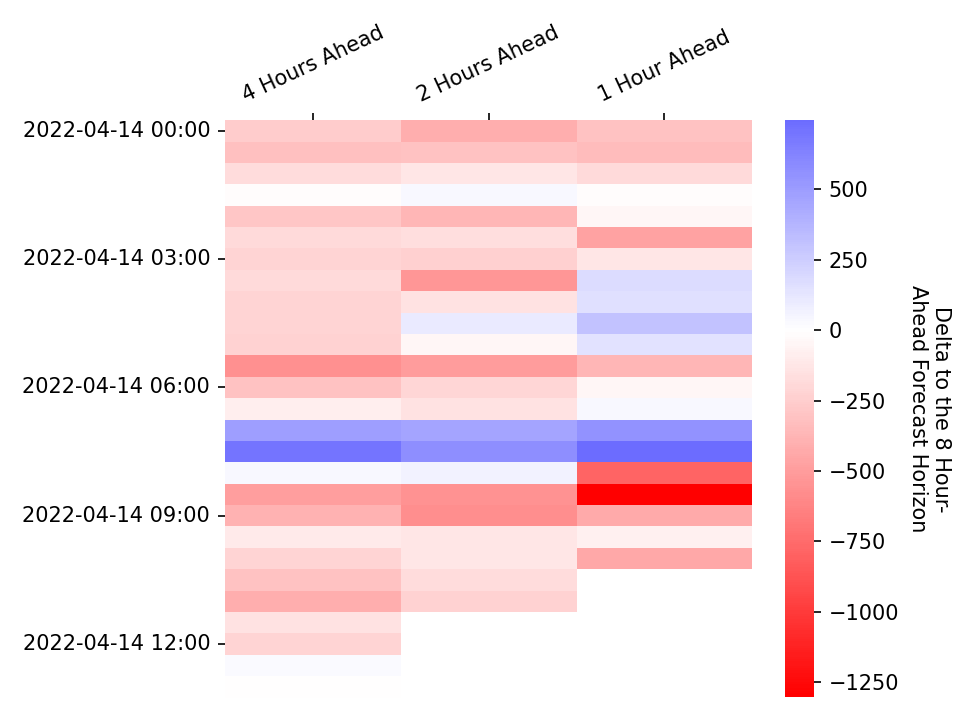 4 Hours Ahead
2 Hours Ahead
1 Hour Ahead
2022-04-14 00:00
2022-04-14 03:00
2022-04-14 06:00
2022-04-14 09:00
2022-04-14 12:00
500
250
0
−250
−500
−750
−1000
−1250
Delta to the 8 Hour-
Ahead Forecast Horizon